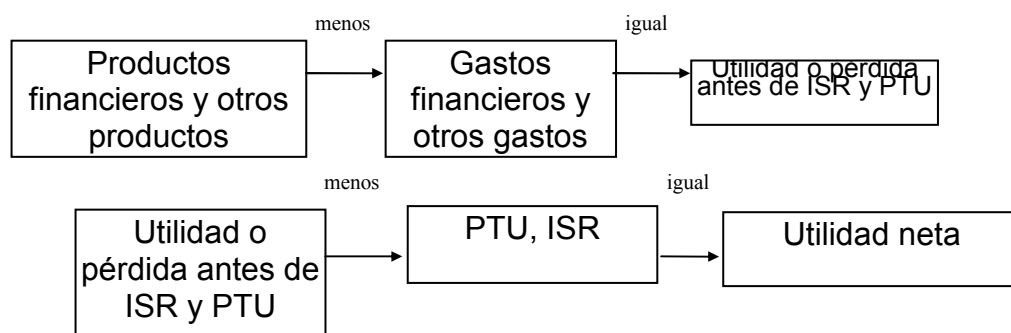 menos
igual
Productos
financieros y otros
productos
Gastos
financieros y
otros gastos
Utilidad o pérdida
antes de ISR y PTU
menos
igual
Utilidad o
pérdida antes de
ISR y PTU
PTU, ISR
Utilidad neta